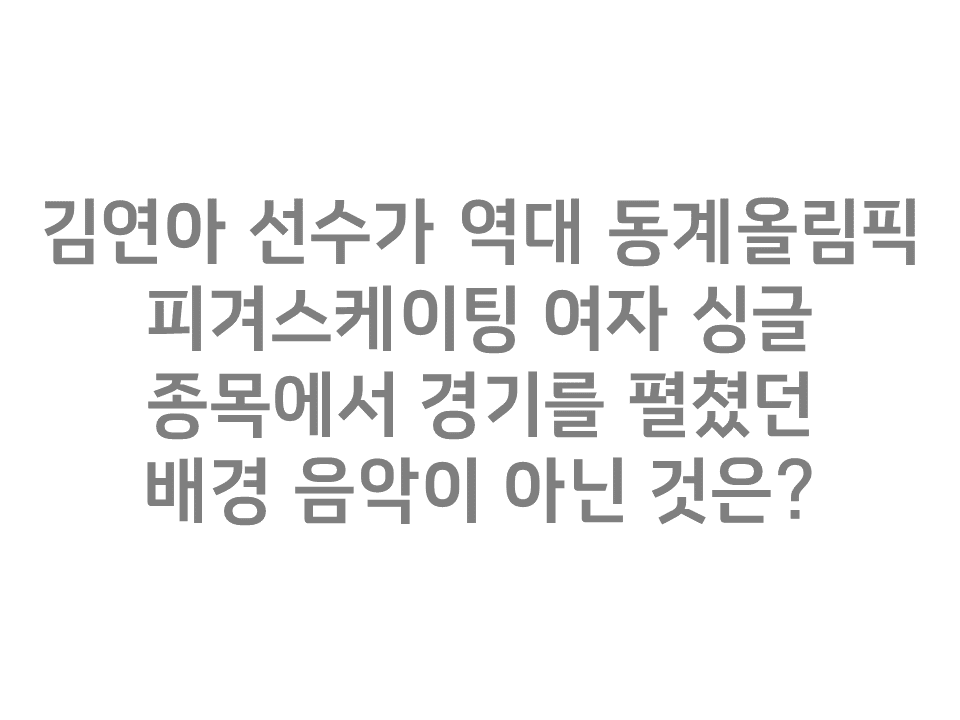 김연아 선수가 역대 동계올림픽
피겨스케이팅 여자 싱글
종목에서 경기를 펼쳤던
배경 음악이 아닌 것은?